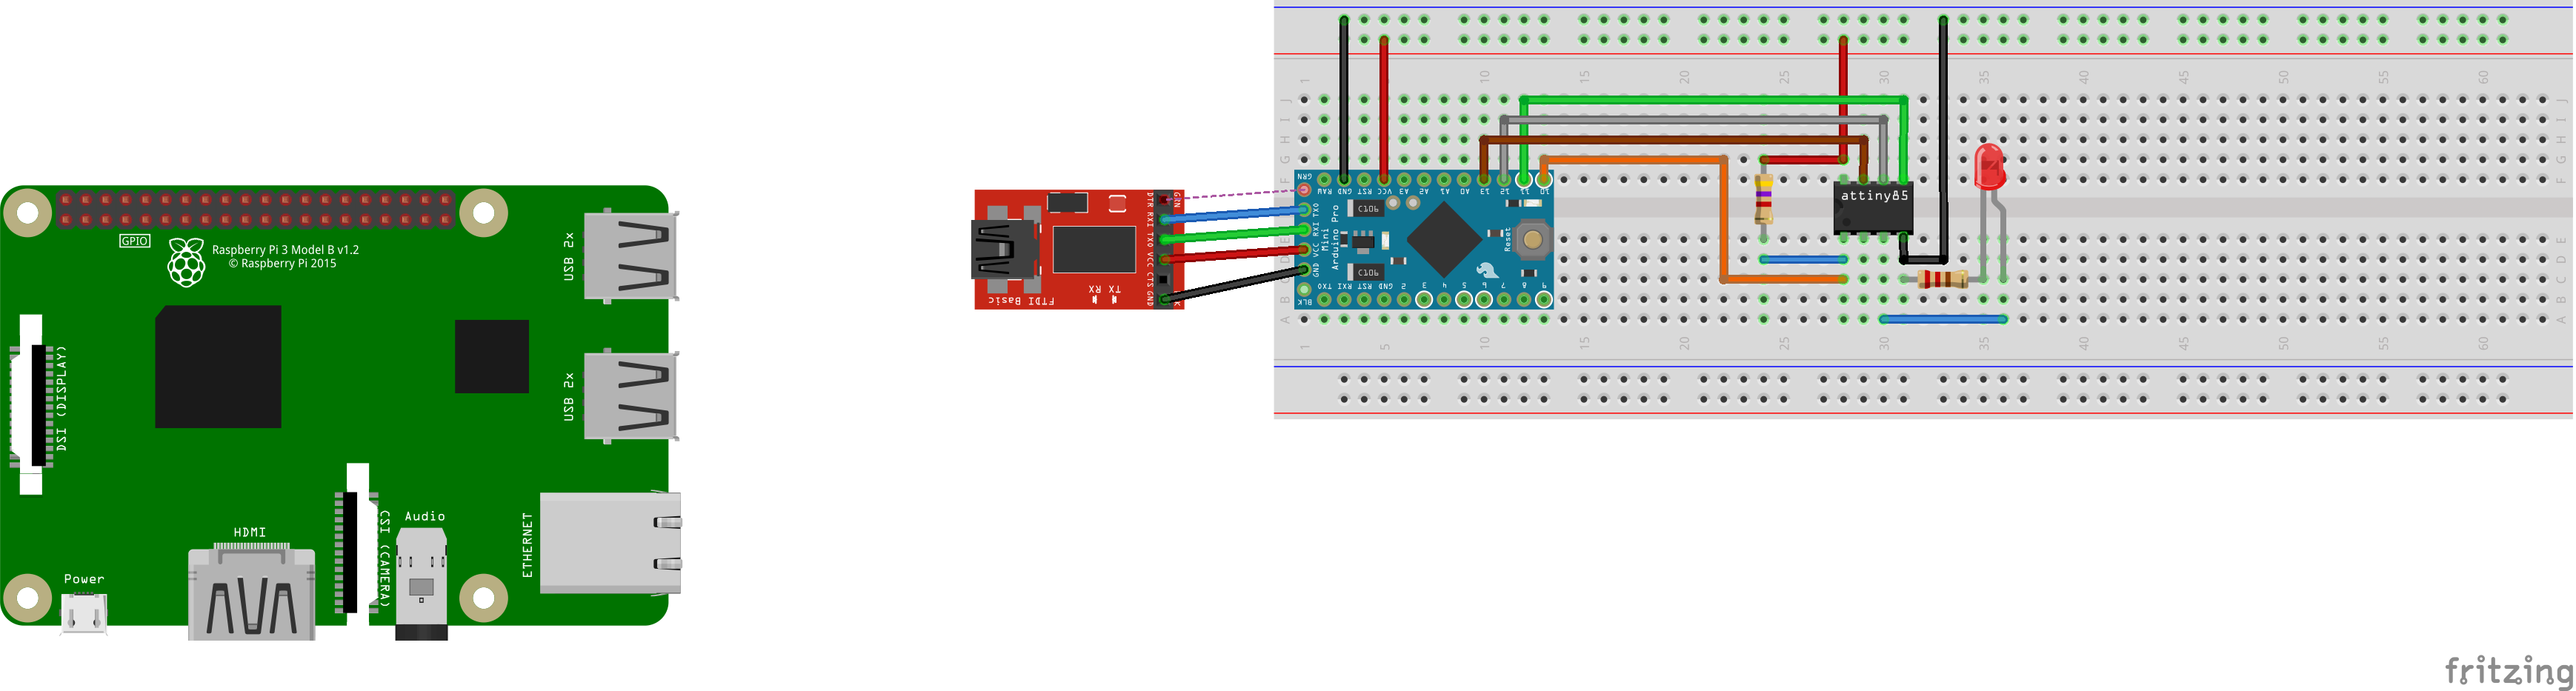 GPIO
Raspberry Pi 3 Model B v1.2
© Raspberry Pi 2015
USB 2x
USB 2x
DSI (DISPLAY)
CSI (CAMERA)
Audio
HDMI
ETHERNET
Power
FTDI Basic
TX RX
GRN
DTR RXI TXO VCC CTS GND
BLK
1 10 15 20 25 30 35 40 45 50 55 60
J
I
H
G
F
E
D
C
B
A
RAW GND RST VCC A3 A2 A1 A0 13 12 11 10
GRN
TXO RXI VCC GND
BLK
Arduino Pro
Mini
C106
C106
Reset
TXO RXI RST GND 2 3 4 5 6 7 8 9
attiny85
1 5 10 15 20 25 30 35 40 45 50 55 60
fritzing